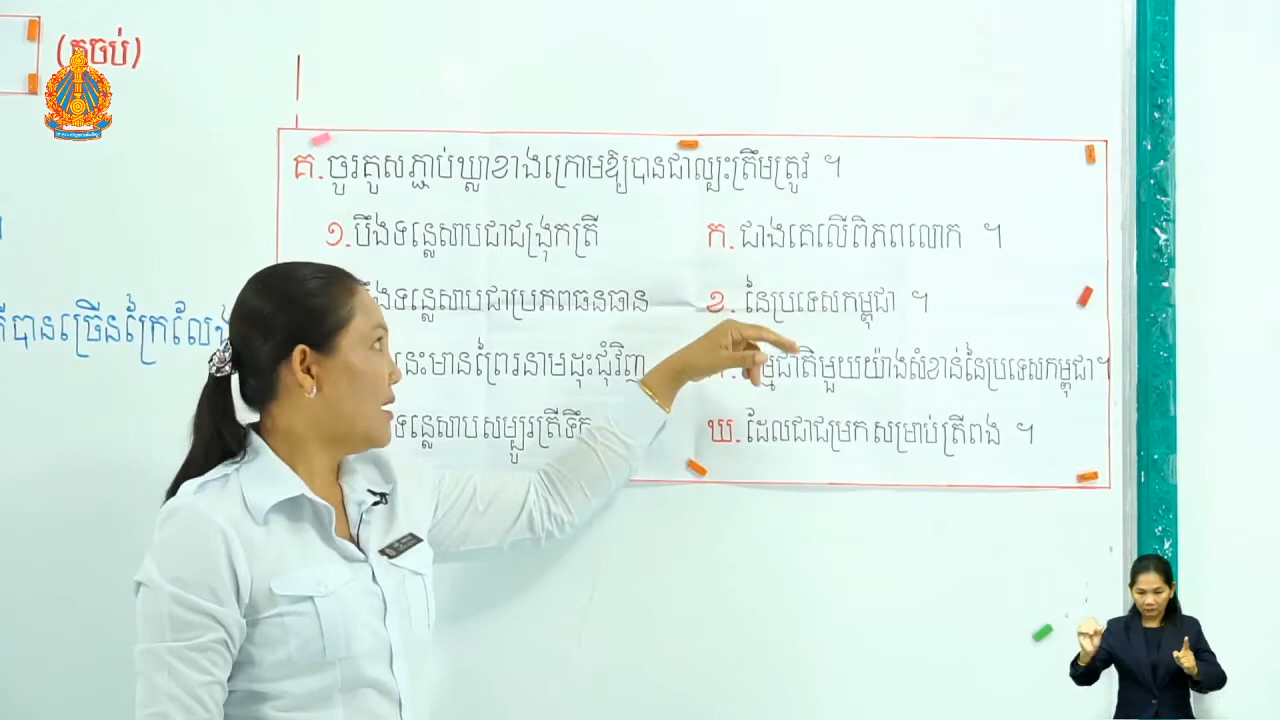 (តចប់)
គ.ចូរគូសភ្ជាប់ឃ្លាខាងក្រោមឱ្យបានជាល្បះត្រឹមត្រូវ ។
១.បឹងទន្លេសាបជាជង្រុកត្រី
ក.ជាងគេលើពិភពលោក ។
ទន្លេសាបជាប្រភពធនធាន
ខ.នៃប្រទេសកម្ពុជា ។
នេះមានព្រៃរនាមដុះជុំវិញ
ជាតិមួយយ៉ាងសំខាន់នៃប្រទេសកម្ពុជា។
ទន្លេសាបសម្បូរត្រីទឹក
ឃ.ដែលជាជម្រកសម្រាប់ត្រីពង ។
បានច្រើនក្រៃលែង